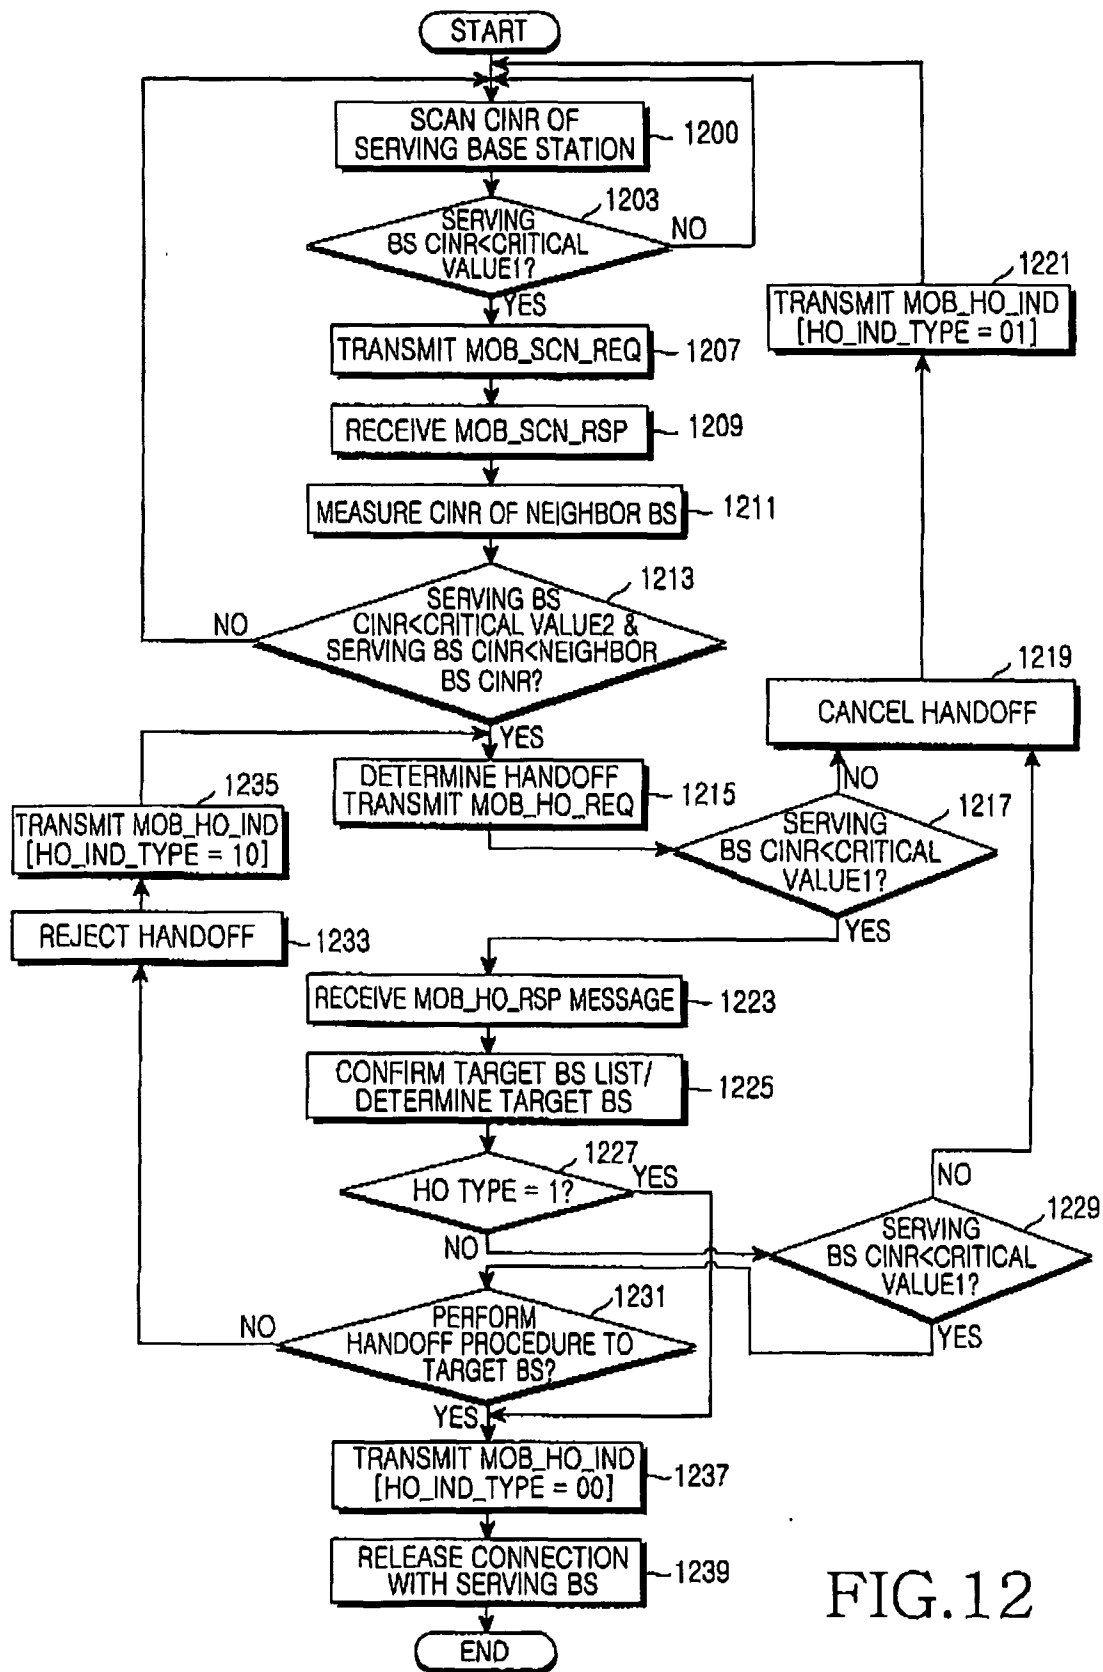 START
SCAN CINR OF
SERVING BASE STATION
1200
1203
SERVING
BS CINR<CRITICAL
VALUE1?
NO
YES
1221
TRANSMIT MOB_HO_IND
[HO_IND_TYPE = 01]
TRANSMIT MOB_SCN_REQ
1207
RECEIVE MOB_SCN_RSP
1209
MEASURE CINR OF NEIGHBOR BS
1211
1213
SERVING BS
CINR<CRITICAL VALUE2 &
SERVING BS CINR<NEIGHBOR
BS CINR?
NO
YES
1219
CANCEL HANDOFF
DETERMINE HANDOFF
TRANSMIT MOB_HO_REQ
1215
NO
1217
SERVING
BS CINR<CRITICAL
VALUE1?
YES
1235
TRANSMIT MOB_HO_IND
[HO_IND_TYPE = 10]
REJECT HANDOFF
1233
RECEIVE MOB_HO_RSP MESSAGE
1223
CONFIRM TARGET BS LIST/
DETERMINE TARGET BS
1225
1227
HO TYPE = 1?
YES
NO
NO
1229
SERVING
BS CINR<CRITICAL
VALUE1?
YES
1231
PERFORM
HANDOFF PROCEDURE TO
TARGET BS?
NO
YES
TRANSMIT MOB_HO_IND
[HO_IND_TYPE = 00]
1237
RELEASE CONNECTION
WITH SERVING BS
1239
END
FIG.12